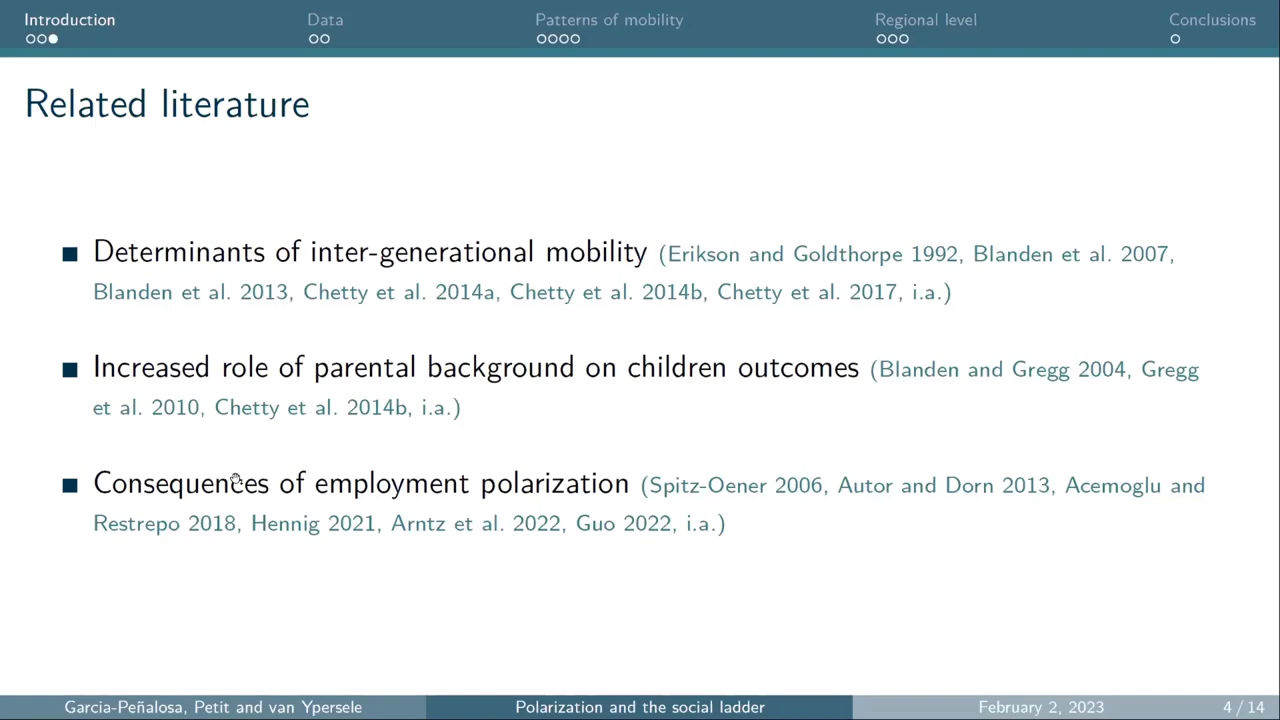 Introduction Data Patterns of mobility Regional level Conclusions
Related literature
Determinants of inter-generational mobility (Erikson and Goldthorpe 1992, Blanden et al. 2007,
Blanden et al. 2013, Chetty et al. 2014a, Chetty et al. 2014b, Chetty et al. 2017, i.a.)
Increased role of parental background on children outcomes (Blanden and Gregg 2004, Gregg
et al. 2010, Chetty et al. 2014b, i.a.)
Consequences of employment polarization (Spitz-Oener 2006, Autor and Dorn 2013, Acemoglu and
Restrepo 2018, Hennig 2021, Arntz et al. 2022, Guo 2022, i.a.)
Garcia-Peñalosa, Petit and van Ypersele Polarization and the social ladder February 2, 2023 4 / 14